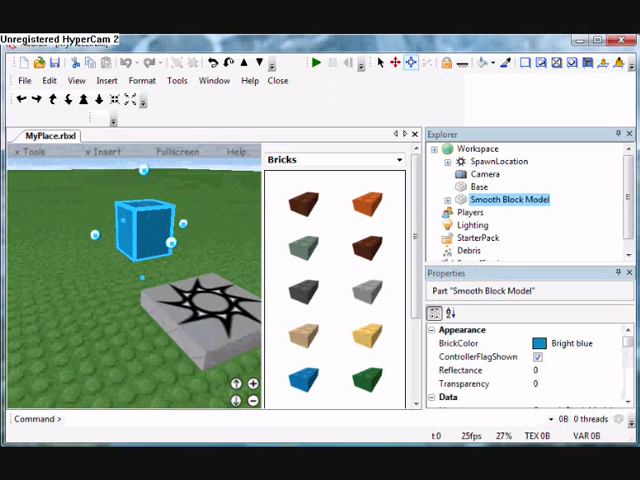 Unregistered HyperCam 2
File Edit View Insert Format Tools Window Help Close
MyPlace.rbxl
x Tools x Insert Fullscreen Help...
Bricks
Explorer
Workspace
SpawnLocation
Camera
Base
Smooth Block Model
Players
Lighting
StarterPack
Debris
Properties
Part "Smooth Block Model"
Appearance
BrickColor Bright blue
ControllerFlagShown
Reflectance 0
Transparency 0
Data
Command >
0B 0 threads
t 0 25fps 27% TEX 0B VAR 0B